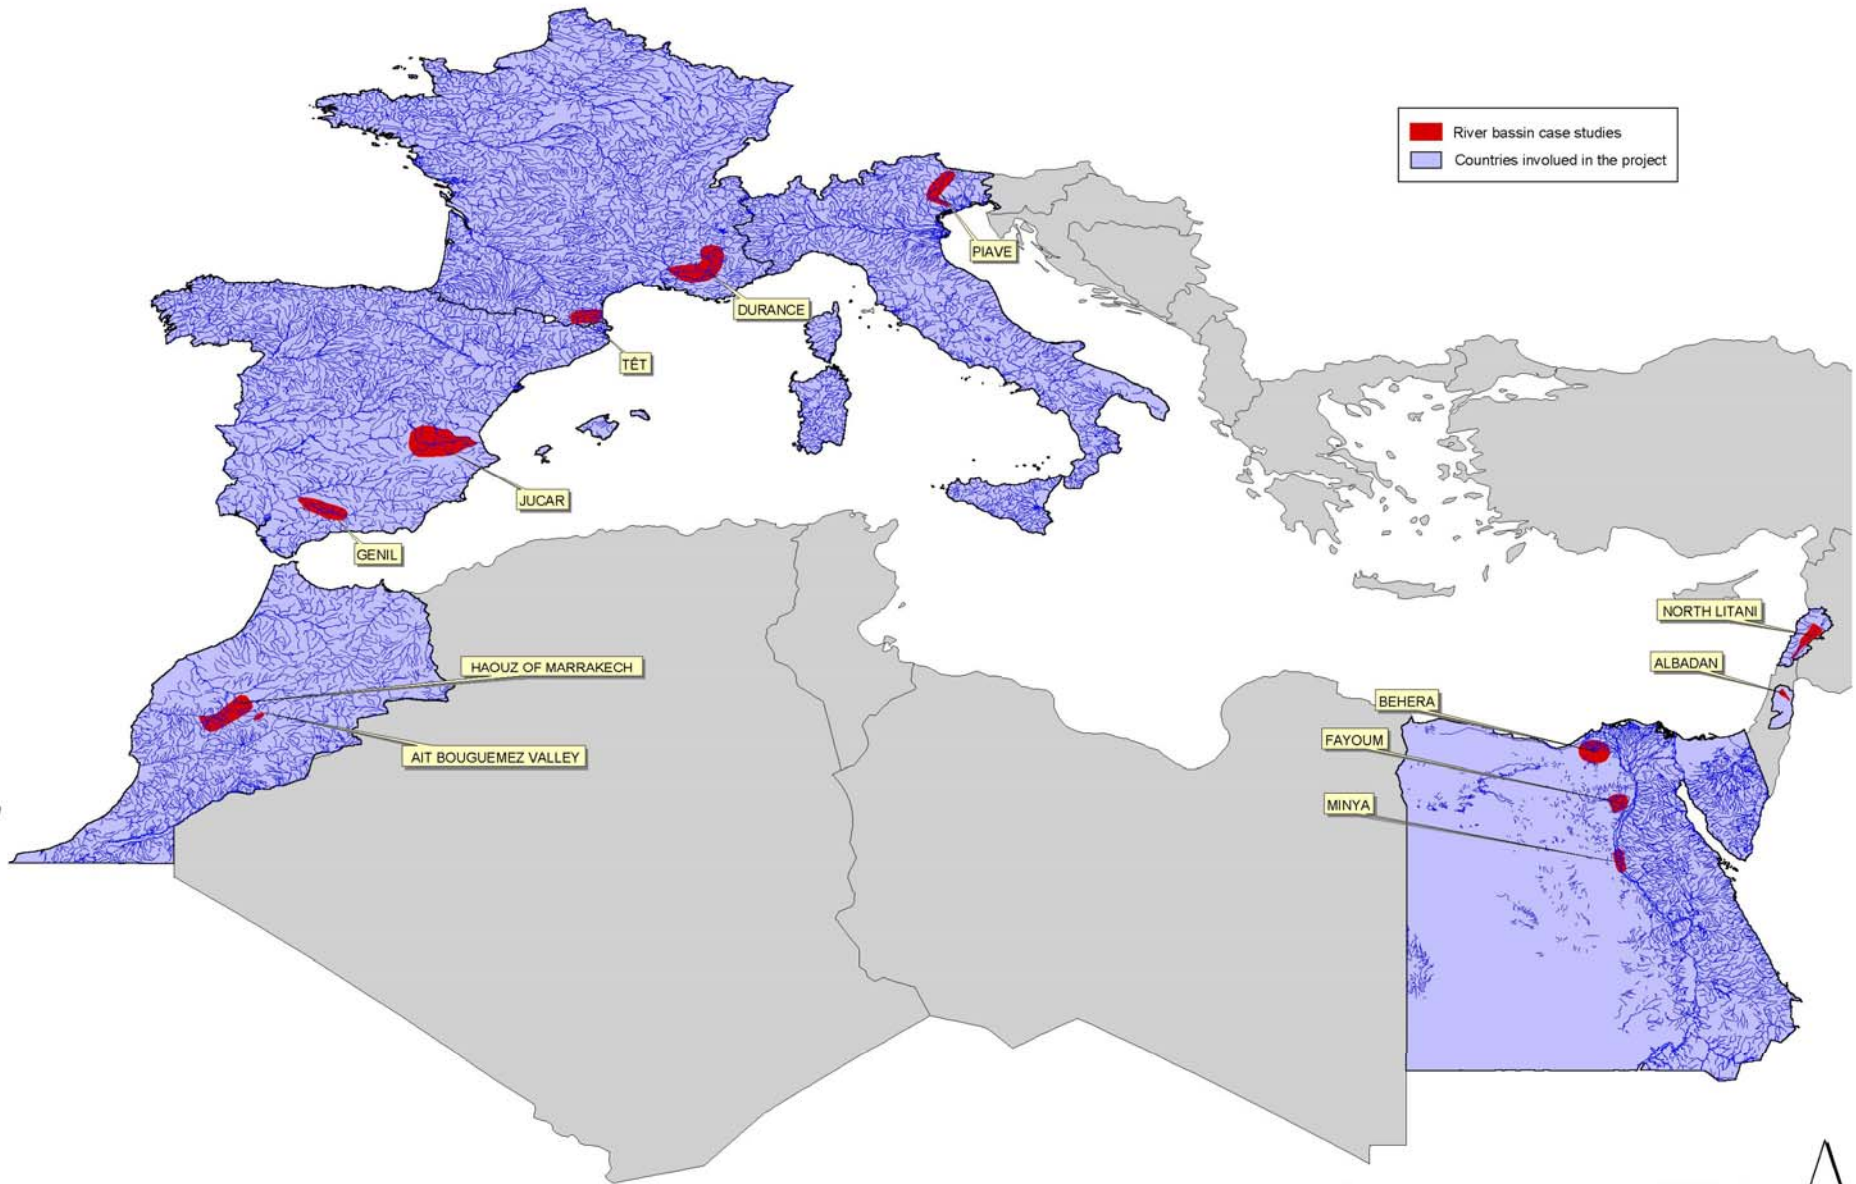 River bassin case studies
Countries involued in the project
PIAVE
DURANCE
TÊT
JUCAR
GENIL
NORTH LITANI
ALBADAN
HAOUZ OF MARRAKECH
BEHERA
FAYOUM
AIT BOUGUEMEZ VALLEY
MINYA